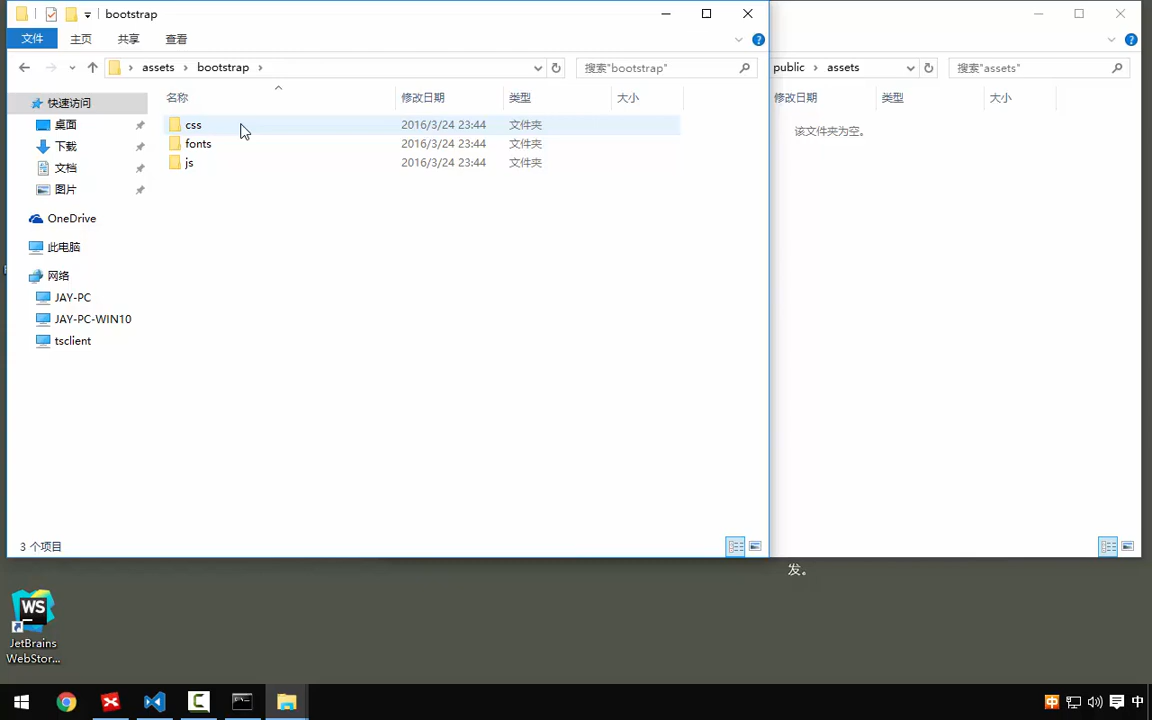 bootstrap
文件
主页
共享
查看
assets
bootstrap
搜索"bootstrap"
public
assets
搜索"assets"
名称
修改日期
类型
大小
修改日期
类型
大小
快速访问
桌面
下载
文档
图片
OneDrive
此电脑
网络
JAY-PC
JAY-PC-WIN10
tsclient
css
2016/3/24 23:44
文件夹
fonts
2016/3/24 23:44
文件夹
js
2016/3/24 23:44
文件夹
该文件夹为空。
3 个项目
发。
WS
JetBrains
WebStor...
中
中